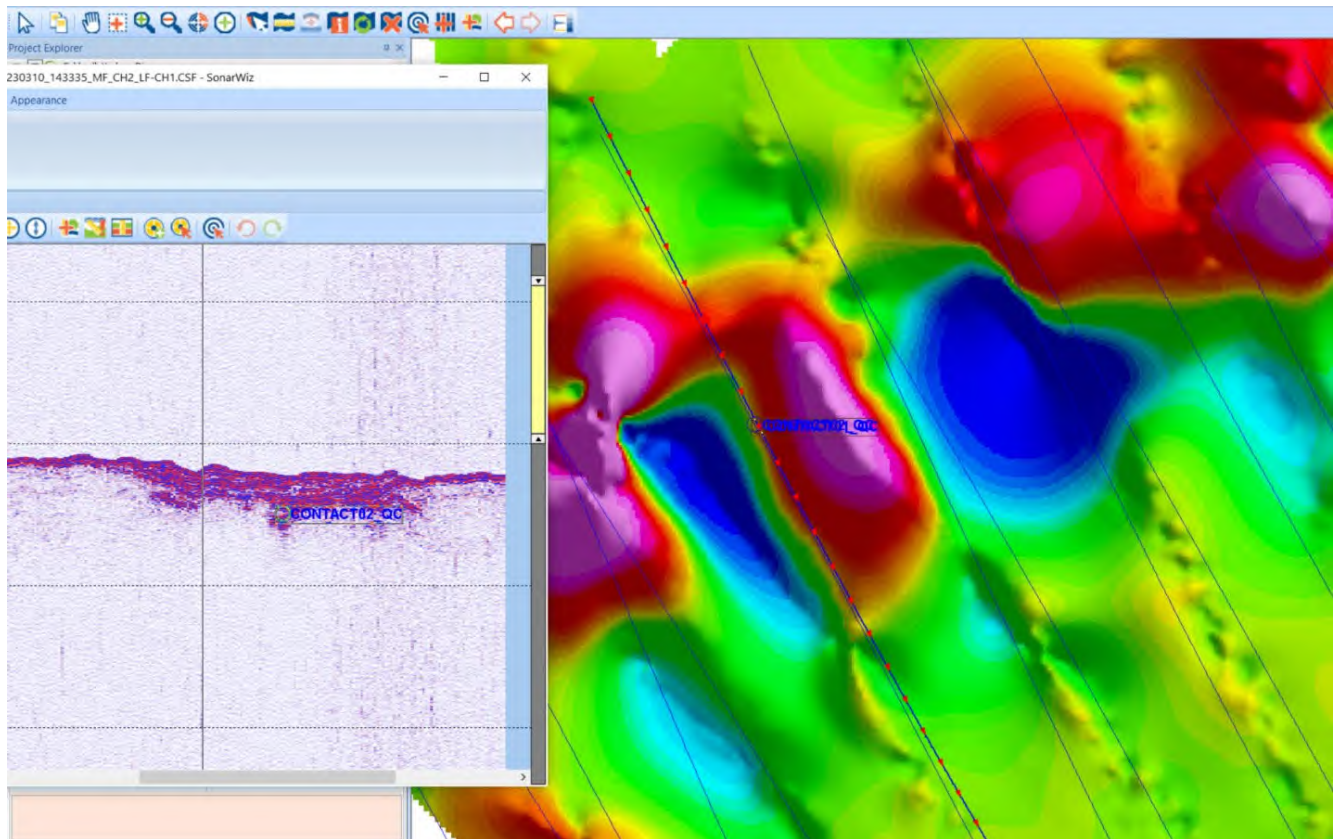 Project Explorer
230310_143335_MF_CH2_LF-CH1.CSF - SonarWiz
Appearance
CONTACT02_QC